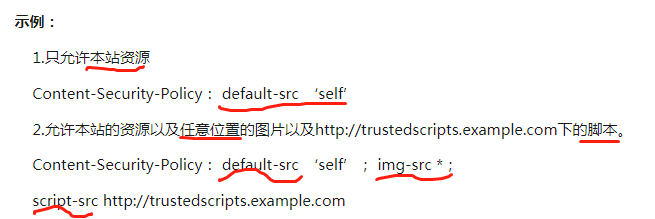 示例：
1.只允许本站资源
Content-Security-Policy： default-src ‘self’
2.允许本站的资源以及任意位置的图片以及http://trustedscripts.example.com下的脚本。
Content-Security-Policy： default-src ‘self’ ； img-src * ;
script-src http://trustedscripts.example.com